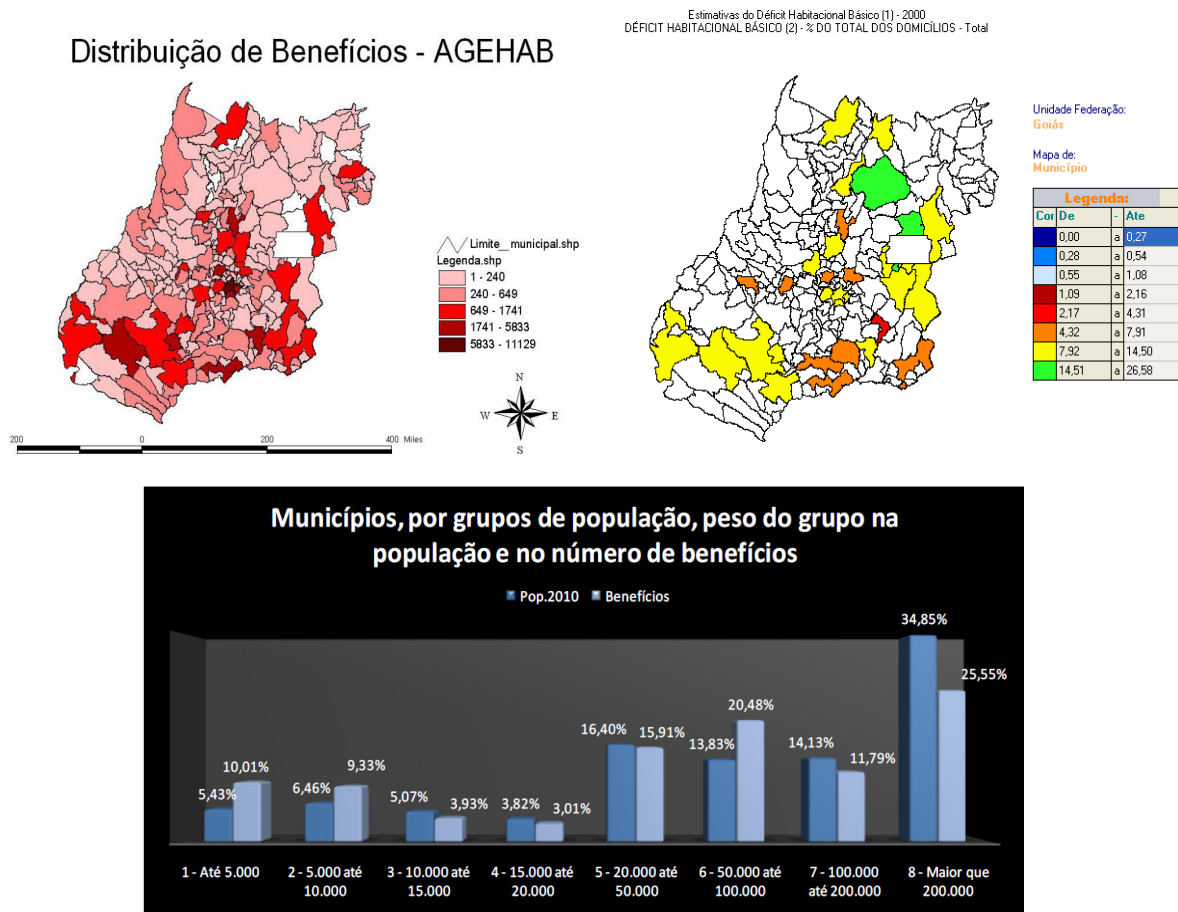 Distribuição de Benefícios - AGEHAB
Limite__municipal.shp
Legenda.shp
1 - 240
240 - 649
649 - 1741
1741 - 5833
5833 - 11129
N
W E
S
200 0 200 400 Miles
Estimativas do Déficit Habitacional Básico (1) - 2000
DÉFICIT HABITACIONAL BÁSICO (2) - % DO TOTAL DOS DOMICÍLIOS - Total
Unidade Federação:
Goiás
Mapa de:
Município
Legenda:
Cor De - Ate
0,00 a 0,27
0,28 a 0,54
0,55 a 1,08
1,09 a 2,16
2,17 a 4,31
4,32 a 7,91
7,92 a 14,50
14,51 a 26,58
Municípios, por grupos de população, peso do grupo na
população e no número de benefícios
Pop.2010 Benefícios
5,43% 10,01%
6,46% 9,33%
5,07% 3,93%
3,82% 3,01%
16,40% 15,91%
13,83% 20,48%
14,13% 11,79%
34,85% 25,55%
1 - Até 5.000
2 - 5.000 até
10.000
3 - 10.000 até
15.000
4 - 15.000 até
20.000
5 - 20.000 até
50.000
6 - 50.000 até
100.000
7 - 100.000
até 200.000
8 - Maior que
200.000